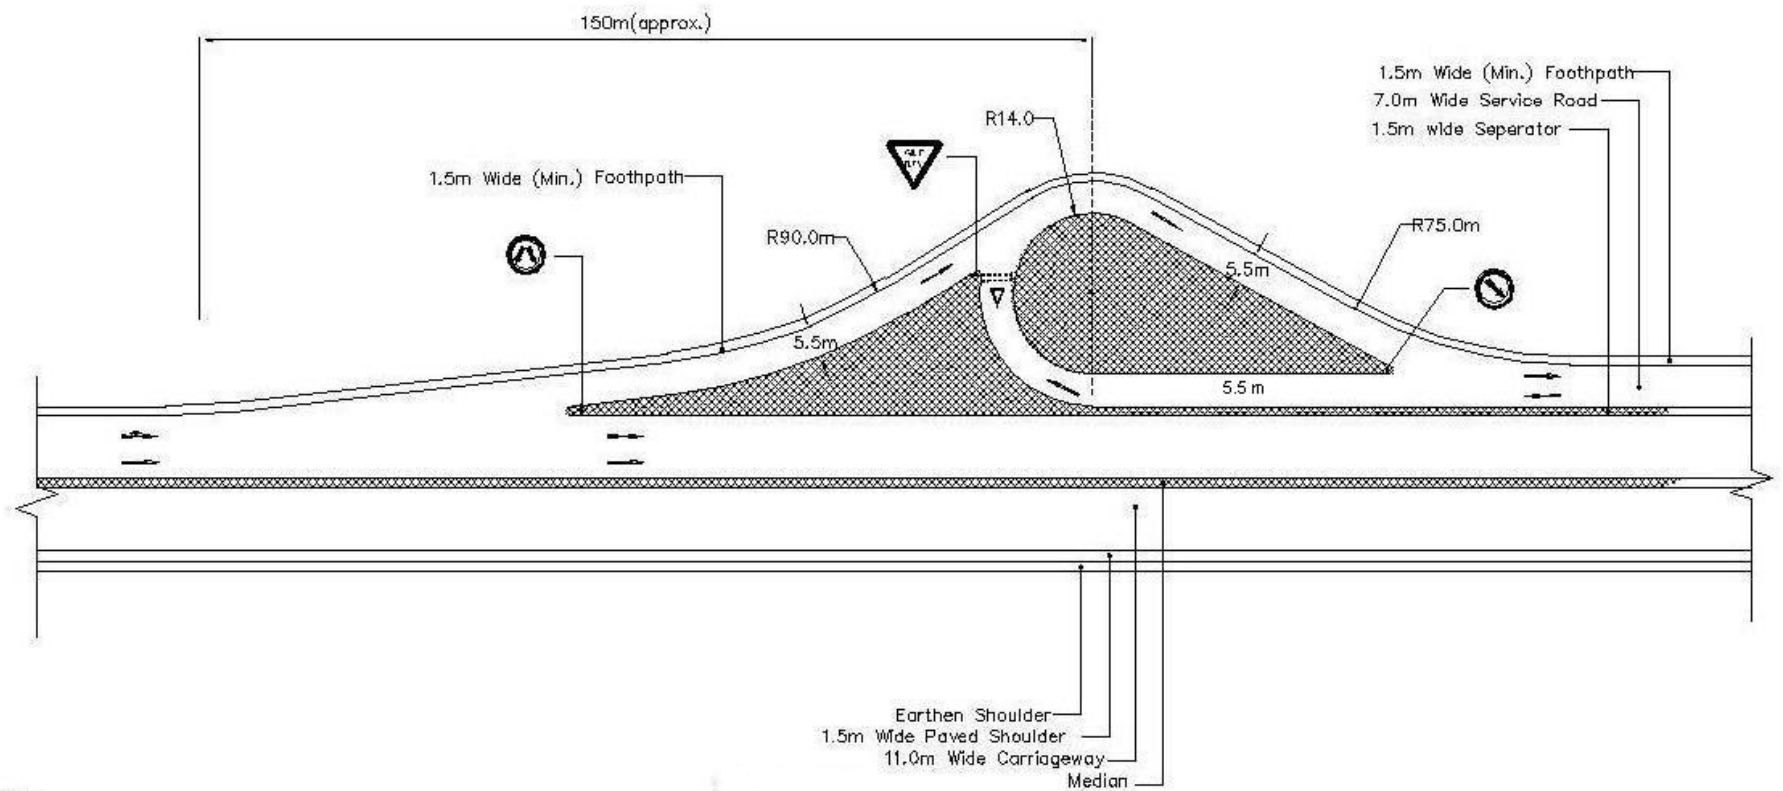 150m(approx.)
1.5m Wide (Min.) Foothpath
7.0m Wide Service Road
1.5m wide Seperator
R14.0
1.5m Wide (Min.) Foothpath
R90.0m
R75.0m
5.5m
5.5m
5.5m
Earthen Shoulder
1.5m Wide Paved Shoulder
11.0m Wide Carriageway
Median